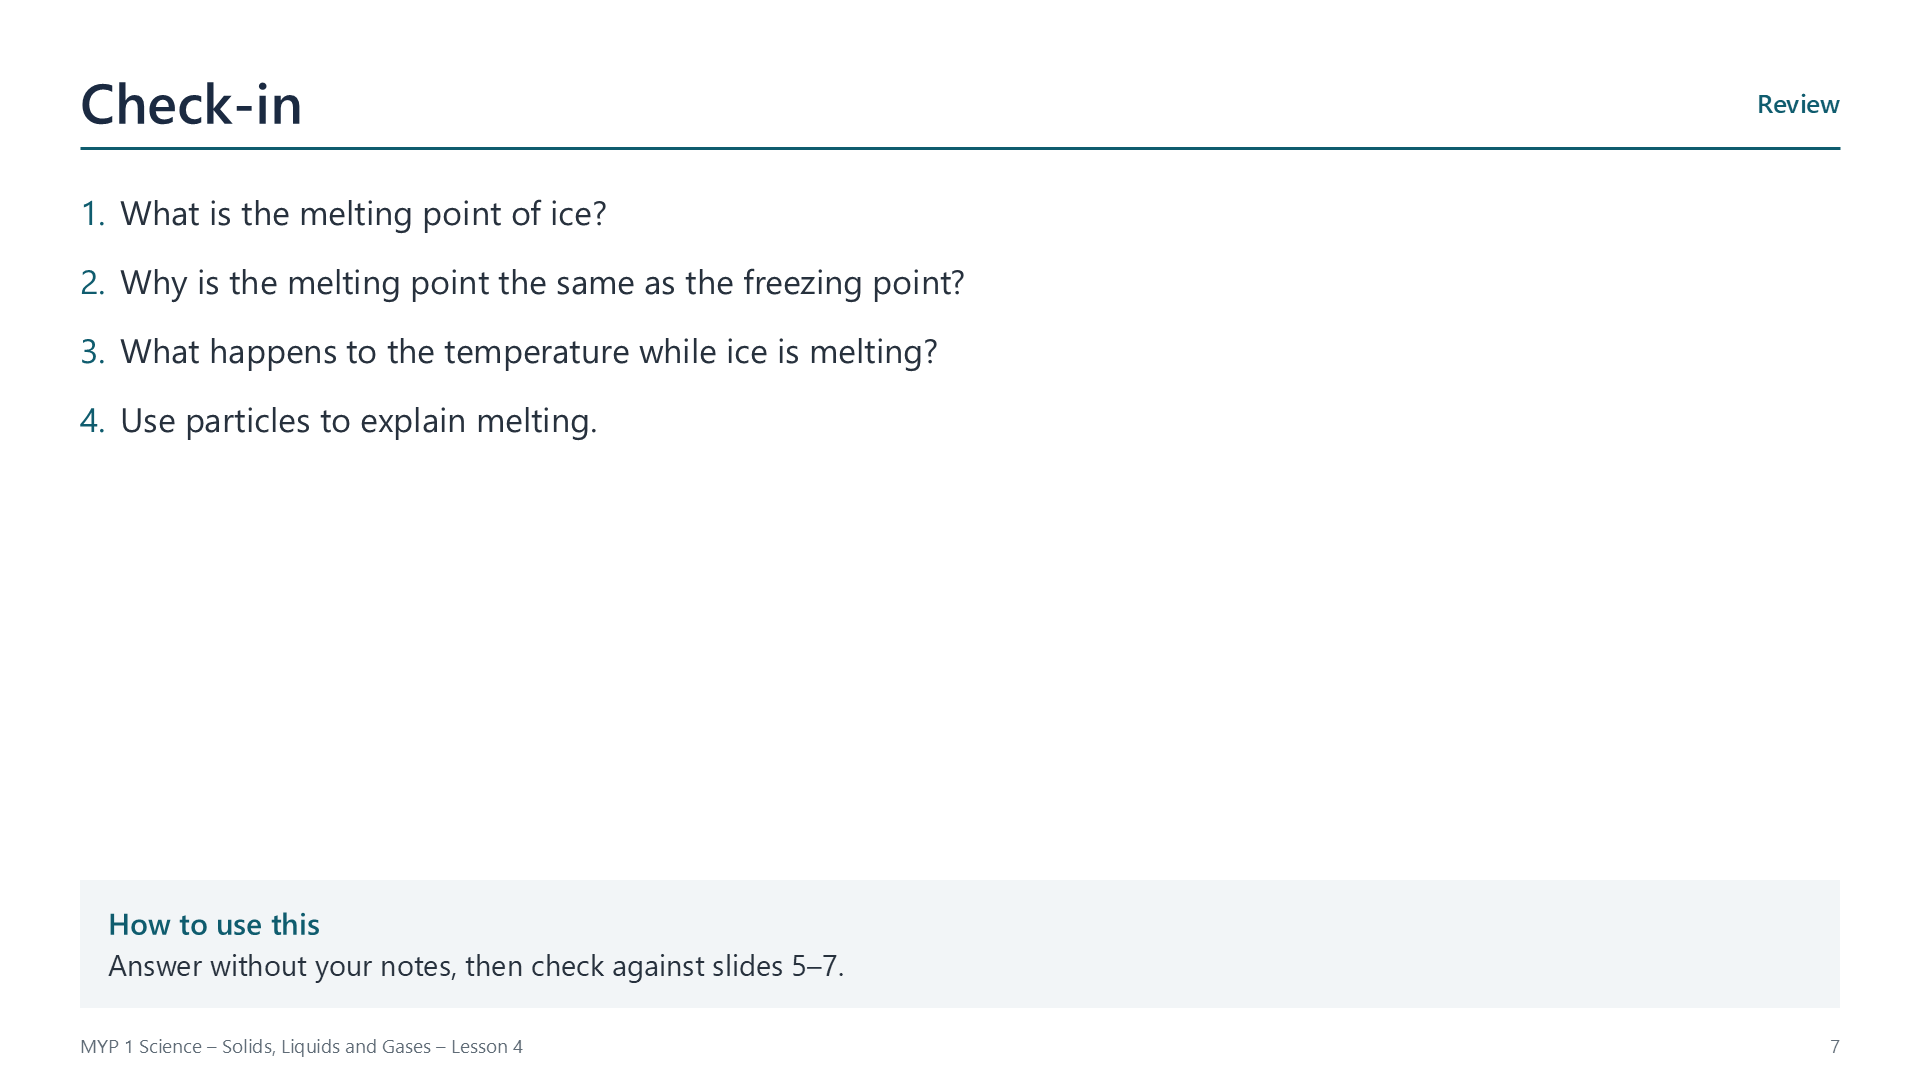 Check-in
Review
1. What is the melting point of ice?
2. Why is the melting point the same as the freezing point?
3. What happens to the temperature while ice is melting?
4. Use particles to explain melting.
How to use this
Answer without your notes, then check against slides 5–7.
MYP 1 Science – Solids, Liquids and Gases – Lesson 4
7